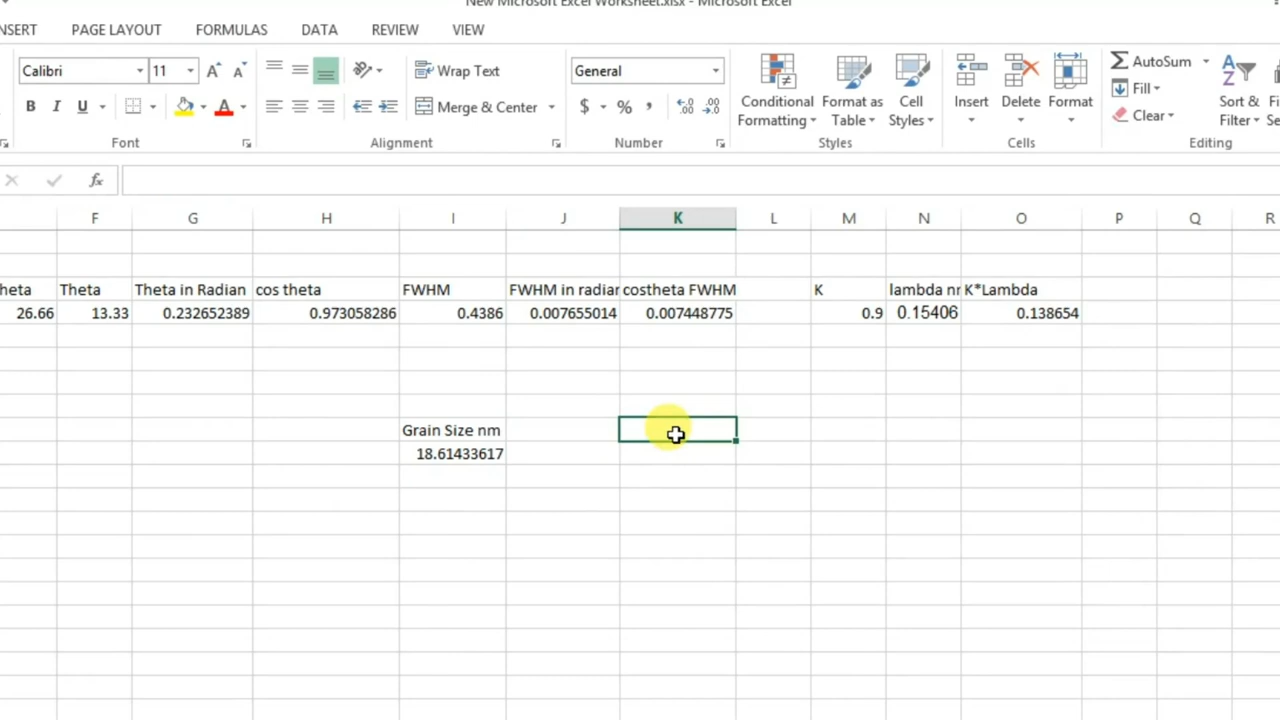 New Microsoft Excel Worksheet.xlsx - Microsoft Excel
NSERT PAGE LAYOUT FORMULAS DATA REVIEW VIEW
Calibri 11 A A Wrap Text General AutoSum
B I U A Merge & Center $ % Conditional Formatting Format as Table Cell Styles Insert Delete Format Fill Clear Sort & Filter
Font Alignment Number Styles Cells Editing
fx
F G H I J K L M N O P Q R
heta Theta Theta in Radian cos theta FWHM FWHM in radian costheta FWHM K lambda nm K*Lambda
26.66 13.33 0.232652389 0.973058286 0.4386 0.007655014 0.007448775 0.9 0.15406 0.138654
Grain Size nm
18.61433617